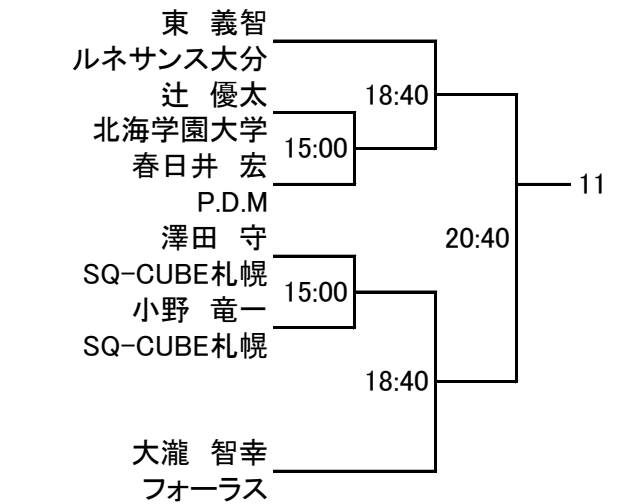 東　義智
ルネサンス大分
辻　優太
18:40
北海学園大学
15:00
春日井　宏
11
P.D.M
澤田　守
20:40
SQ-CUBE札幌
15:00
小野　竜一
SQ-CUBE札幌
18:40
大瀧　智幸
フォーラス